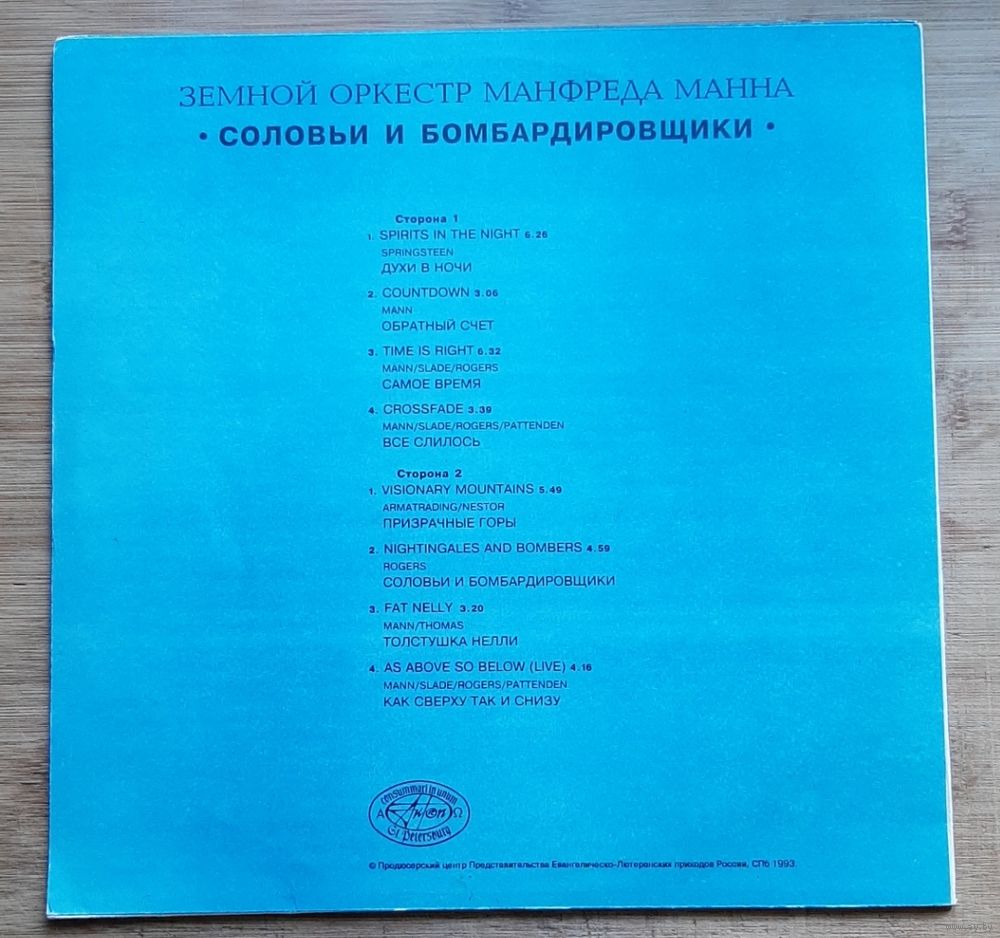 ЗЕМНОЙ ОРКЕСТР МАНФРЕДА МАННА
• СОЛОВЬИ И БОМБАРДИРОВЩИКИ •
Сторона 1
1. SPIRITS IN THE NIGHT 6.26
SPRINGSTEEN
ДУХИ В НОЧИ
2. COUNTDOWN 3.06
MANN
ОБРАТНЫЙ СЧЕТ
3. TIME IS RIGHT 6.32
MANN/SLADE/ROGERS
САМОЕ ВРЕМЯ
4. CROSSFADE 3.39
MANN/SLADE/ROGERS/PATTENDEN
ВСЕ СЛИЛОСЬ
Сторона 2
1. VISIONARY MOUNTAINS 5.49
ARMATRADING/NESTOR
ПРИЗРАЧНЫЕ ГОРЫ
2. NIGHTINGALES AND BOMBERS 4.59
ROGERS
СОЛОВЬИ И БОМБАРДИРОВЩИКИ
3. FAT NELLY 3.20
MANN/THOMAS
ТОЛСТУШКА НЕЛЛИ
4. AS ABOVE SO BELOW (LIVE) 4.16
MANN/SLADE/ROGERS/PATTENDEN
КАК СВЕРХУ ТАК И СНИЗУ
consummari in unum
Α Ω
St. Petersburg
© Продюсерский центр Представительства Евангелическо-Лютеранских приходов России, СПб 1993.